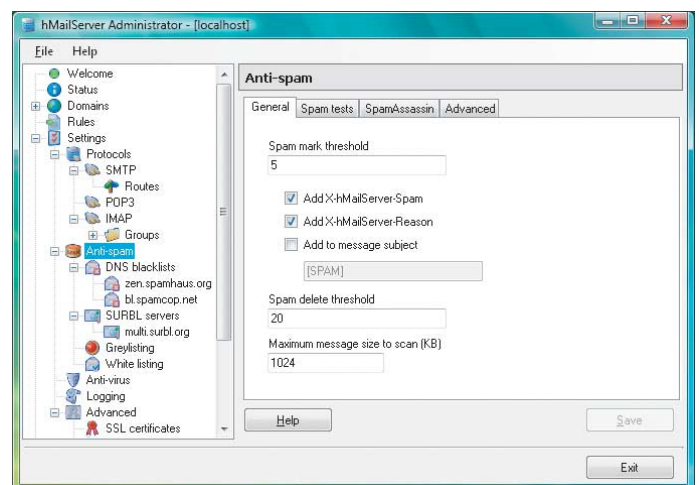 hMailServer Administrator - [localhost]
File Help
Welcome
Status
Domains
Rules
Settings
Protocols
SMTP
Routes
POP3
IMAP
Groups
Anti-spam
DNS blacklists
zen.spamhaus.org
bl.spamcop.net
SURBL servers
multi.surbl.org
Greylisting
White listing
Anti-virus
Logging
Advanced
SSL certificates
Anti-spam
General Spam tests SpamAssassin Advanced
Spam mark threshold
5
Add X-hMailServer-Spam
Add X-hMailServer-Reason
Add to message subject
[SPAM]
Spam delete threshold
20
Maximum message size to scan (KB)
1024
Help Save
Exit